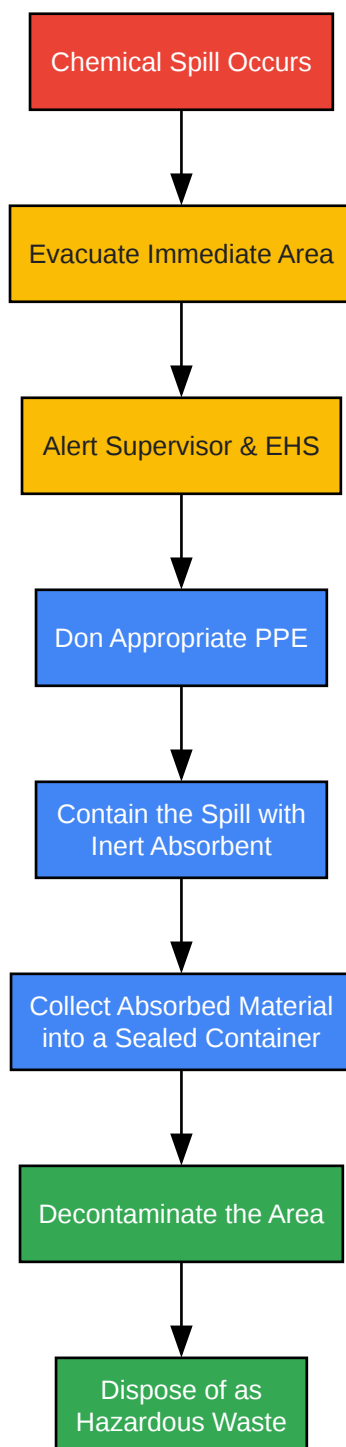 Chemical Spill Occurs
Evacuate Immediate Area
Alert Supervisor & EHS
Don Appropriate PPE
Contain the Spill with
Inert Absorbent
Collect Absorbed Material
into a Sealed Container
Decontaminate the Area
Dispose of as
Hazardous Waste